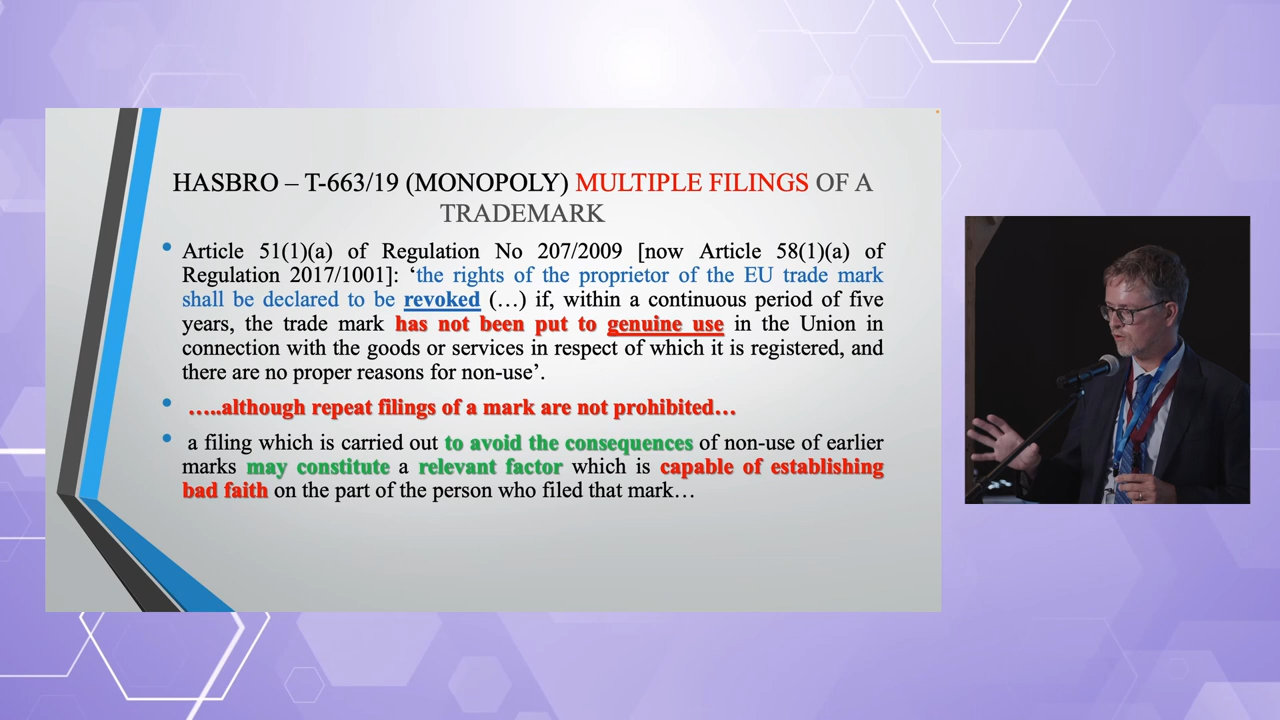 HASBRO – T-663/19 (MONOPOLY) MULTIPLE FILINGS OF A
TRADEMARK
• Article 51(1)(a) of Regulation No 207/2009 [now Article 58(1)(a) of
Regulation 2017/1001]: ‘the rights of the proprietor of the EU trade mark
shall be declared to be revoked (…) if, within a continuous period of five
years, the trade mark has not been put to genuine use in the Union in
connection with the goods or services in respect of which it is registered, and
there are no proper reasons for non-use’.
• …..although repeat filings of a mark are not prohibited…
• a filing which is carried out to avoid the consequences of non-use of earlier
marks may constitute a relevant factor which is capable of establishing
bad faith on the part of the person who filed that mark…